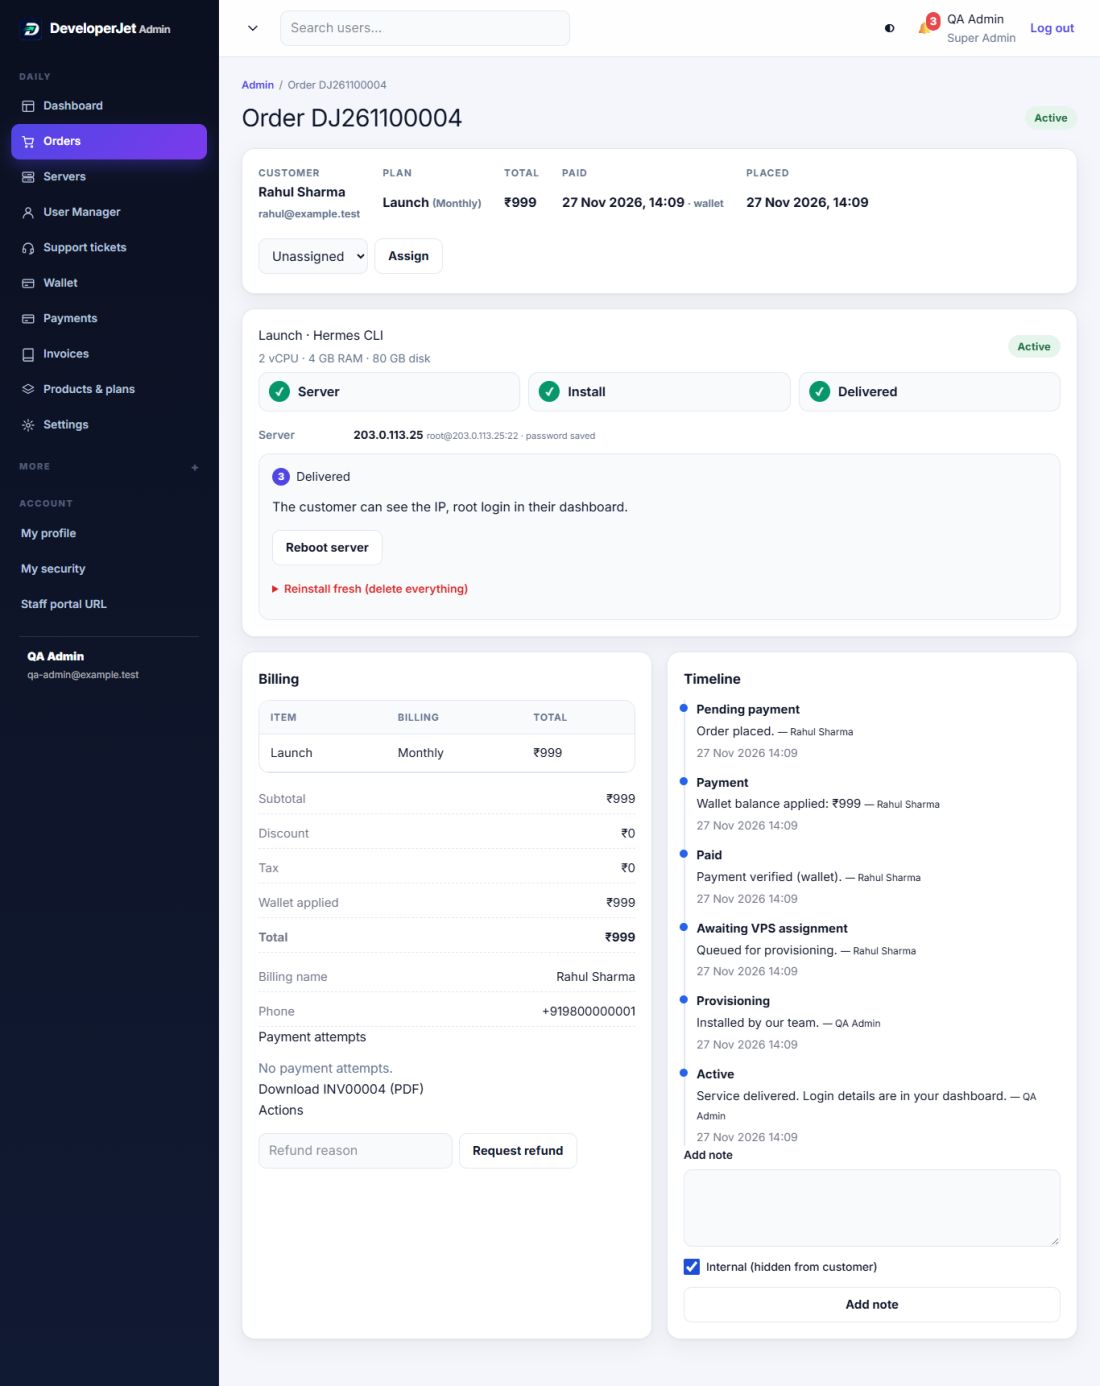 DeveloperJet Admin
DAILY
Dashboard
Orders
Servers
User Manager
Support tickets
Wallet
Payments
Invoices
Products & plans
Settings
MORE +
ACCOUNT
My profile
My security
Staff portal URL
QA Admin
qa-admin@example.test
Search users...
3
QA Admin
Super Admin
Log out
Admin / Order DJ261100004
Order DJ261100004
Active
CUSTOMER
Rahul Sharma
rahul@example.test
PLAN
Launch (Monthly)
TOTAL
₹999
PAID
27 Nov 2026, 14:09 · wallet
PLACED
27 Nov 2026, 14:09
Unassigned
Assign
Launch · Hermes CLI
2 vCPU · 4 GB RAM · 80 GB disk
Active
Server
Install
Delivered
Server 203.0.113.25 root@203.0.113.25:22 · password saved
3 Delivered
The customer can see the IP, root login in their dashboard.
Reboot server
Reinstall fresh (delete everything)
Billing
ITEM BILLING TOTAL
Launch Monthly ₹999
Subtotal ₹999
Discount ₹0
Tax ₹0
Wallet applied ₹999
Total ₹999
Billing name Rahul Sharma
Phone +919800000001
Payment attempts
No payment attempts.
Download INV00004 (PDF)
Actions
Refund reason
Request refund
Timeline
Pending payment
Order placed. — Rahul Sharma
27 Nov 2026 14:09
Payment
Wallet balance applied: ₹999 — Rahul Sharma
27 Nov 2026 14:09
Paid
Payment verified (wallet). — Rahul Sharma
27 Nov 2026 14:09
Awaiting VPS assignment
Queued for provisioning. — Rahul Sharma
27 Nov 2026 14:09
Provisioning
Installed by our team. — QA Admin
27 Nov 2026 14:09
Active
Service delivered. Login details are in your dashboard. — QA
Admin
27 Nov 2026 14:09
Add note
Internal (hidden from customer)
Add note